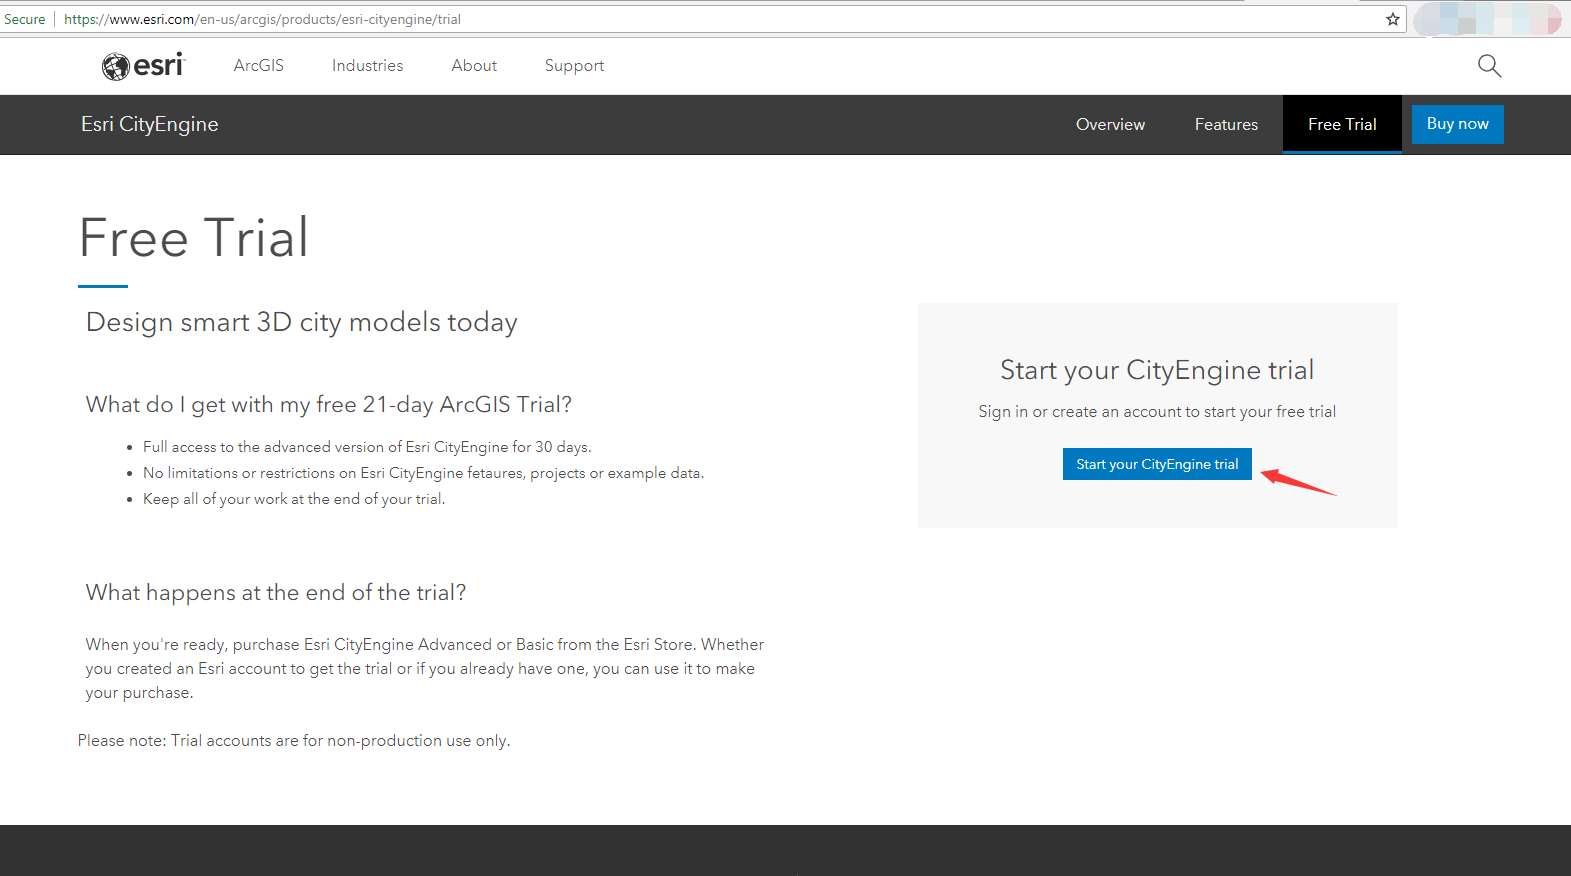 Secure | https://www.esri.com/en-us/arcgis/products/esri-cityengine/trial
esri ArcGIS Industries About Support
Esri CityEngine Overview Features Free Trial Buy now
Free Trial
Design smart 3D city models today
What do I get with my free 21-day ArcGIS Trial?
• Full access to the advanced version of Esri CityEngine for 30 days.
• No limitations or restrictions on Esri CityEngine fetaures, projects or example data.
• Keep all of your work at the end of your trial.
What happens at the end of the trial?
When you're ready, purchase Esri CityEngine Advanced or Basic from the Esri Store. Whether
you created an Esri account to get the trial or if you already have one, you can use it to make
your purchase.
Please note: Trial accounts are for non-production use only.
Start your CityEngine trial
Sign in or create an account to start your free trial
Start your CityEngine trial